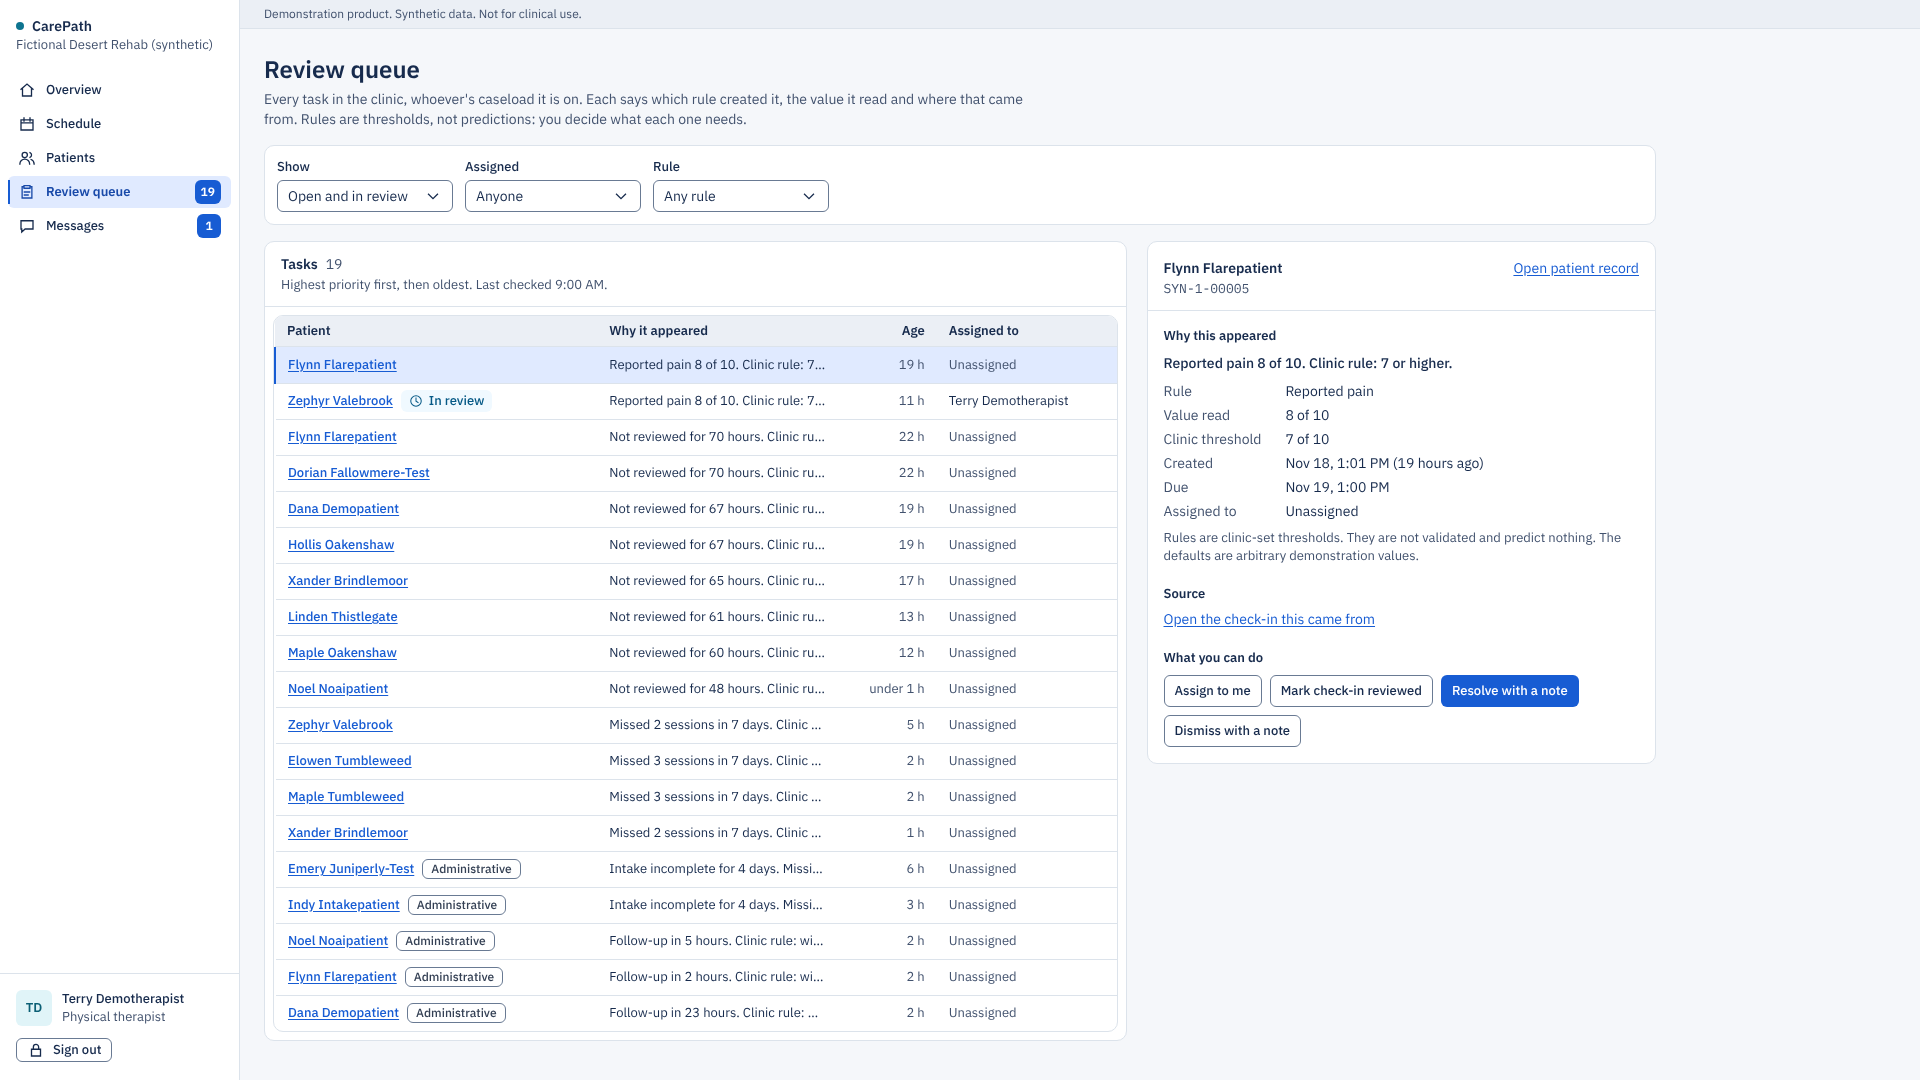 CarePath
Fictional Desert Rehab (synthetic)
Overview
Schedule
Patients
Review queue 19
Messages 1
Terry Demotherapist
TD
Physical therapist
Sign out
Demonstration product. Synthetic data. Not for clinical use.
Review queue
Every task in the clinic, whoever's caseload it is on. Each says which rule created it, the value it read and where that came
from. Rules are thresholds, not predictions: you decide what each one needs.
Show Assigned Rule
Open and in review Anyone Any rule
Tasks 19
Highest priority first, then oldest. Last checked 9:00 AM.
Patient Why it appeared Age Assigned to
Flynn Flarepatient Reported pain 8 of 10. Clinic rule: 7... 19 h Unassigned
Zephyr Valebrook In review Reported pain 8 of 10. Clinic rule: 7... 11 h Terry Demotherapist
Flynn Flarepatient Not reviewed for 70 hours. Clinic ru... 22 h Unassigned
Dorian Fallowmere-Test Not reviewed for 70 hours. Clinic ru... 22 h Unassigned
Dana Demopatient Not reviewed for 67 hours. Clinic ru... 19 h Unassigned
Hollis Oakenshaw Not reviewed for 67 hours. Clinic ru... 19 h Unassigned
Xander Brindlemoor Not reviewed for 65 hours. Clinic ru... 17 h Unassigned
Linden Thistlegate Not reviewed for 61 hours. Clinic ru... 13 h Unassigned
Maple Oakenshaw Not reviewed for 60 hours. Clinic ru... 12 h Unassigned
Noel Noaipatient Not reviewed for 48 hours. Clinic ru... under 1 h Unassigned
Zephyr Valebrook Missed 2 sessions in 7 days. Clinic ... 5 h Unassigned
Elowen Tumbleweed Missed 3 sessions in 7 days. Clinic ... 2 h Unassigned
Maple Tumbleweed Missed 3 sessions in 7 days. Clinic ... 2 h Unassigned
Xander Brindlemoor Missed 2 sessions in 7 days. Clinic ... 1 h Unassigned
Emery Juniperly-Test Administrative Intake incomplete for 4 days. Missi... 6 h Unassigned
Indy Intakepatient Administrative Intake incomplete for 4 days. Missi... 3 h Unassigned
Noel Noaipatient Administrative Follow-up in 5 hours. Clinic rule: wi... 2 h Unassigned
Flynn Flarepatient Administrative Follow-up in 2 hours. Clinic rule: wi... 2 h Unassigned
Dana Demopatient Administrative Follow-up in 23 hours. Clinic rule: ... 2 h Unassigned
Flynn Flarepatient Open patient record
SYN-1-00005
Why this appeared
Reported pain 8 of 10. Clinic rule: 7 or higher.
Rule Reported pain
Value read 8 of 10
Clinic threshold 7 of 10
Created Nov 18, 1:01 PM (19 hours ago)
Due Nov 19, 1:00 PM
Assigned to Unassigned
Rules are clinic-set thresholds. They are not validated and predict nothing. The
defaults are arbitrary demonstration values.
Source
Open the check-in this came from
What you can do
Assign to me Mark check-in reviewed Resolve with a note
Dismiss with a note